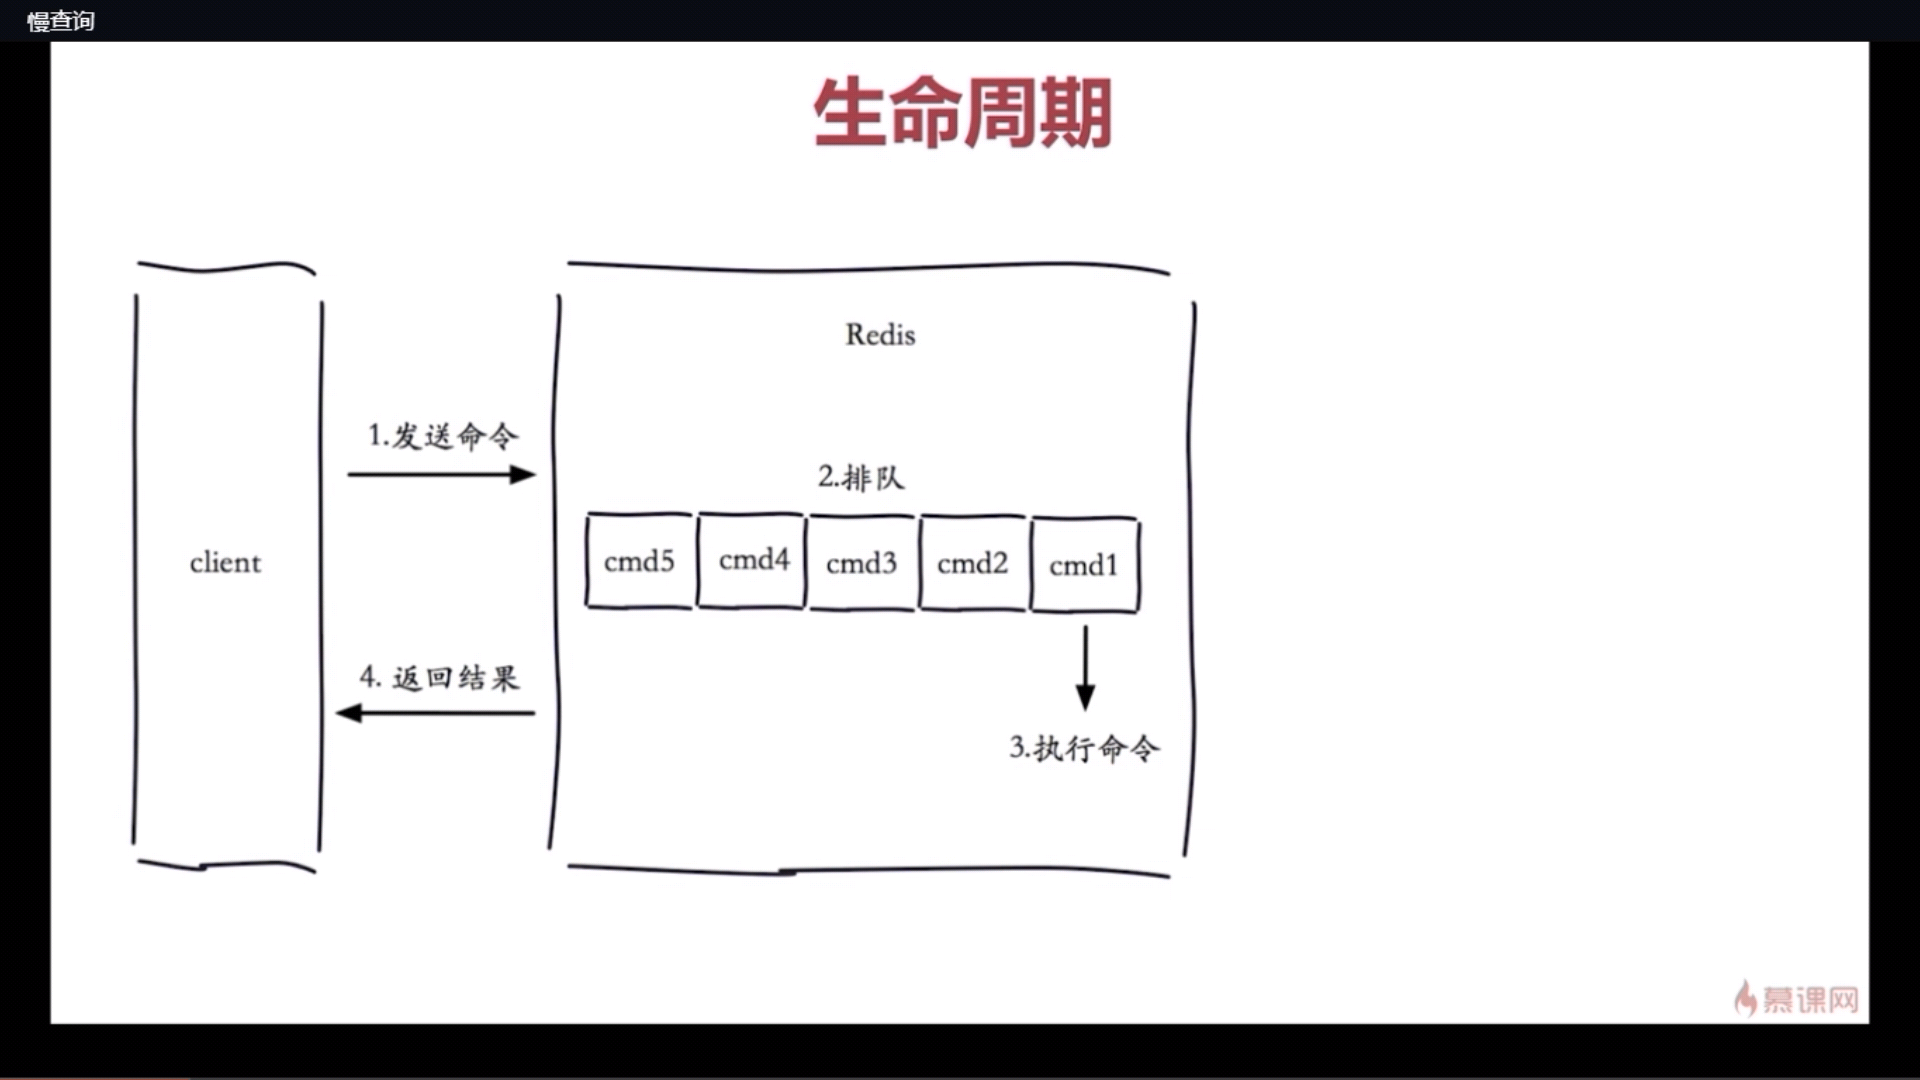 慢查询
生命周期
Redis
1.发送命令
2.排队
client
cmd5 cmd4 cmd3 cmd2 cmd1
4. 返回结果
3.执行命令
慕课网